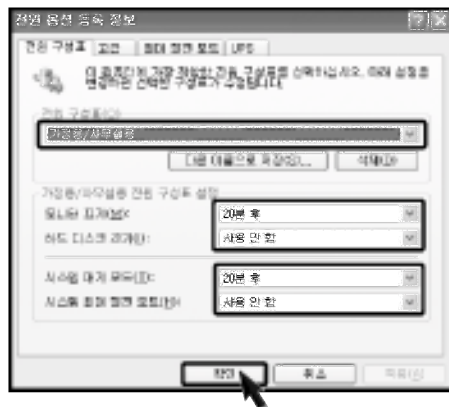 전원 옵션 등록 정보
전원 구성표 고급 최대 절전 모드 UPS
이 컴퓨터에 가장 적합한 전원 구성표를 선택하십시오. 아래 설정을
변경하면 선택한 구성표가 수정됩니다.
전원 구성표(C)
가정용/사무실용
다른 이름으로 저장(S)... 삭제(D)
가정용/사무실용 전원 구성표 설정
모니터 끄기(M): 20분 후
하드 디스크 끄기(I): 사용 안 함
시스템 대기 모드(T): 20분 후
시스템 최대 절전 모드(H): 사용 안 함
확인 취소 적용(A)